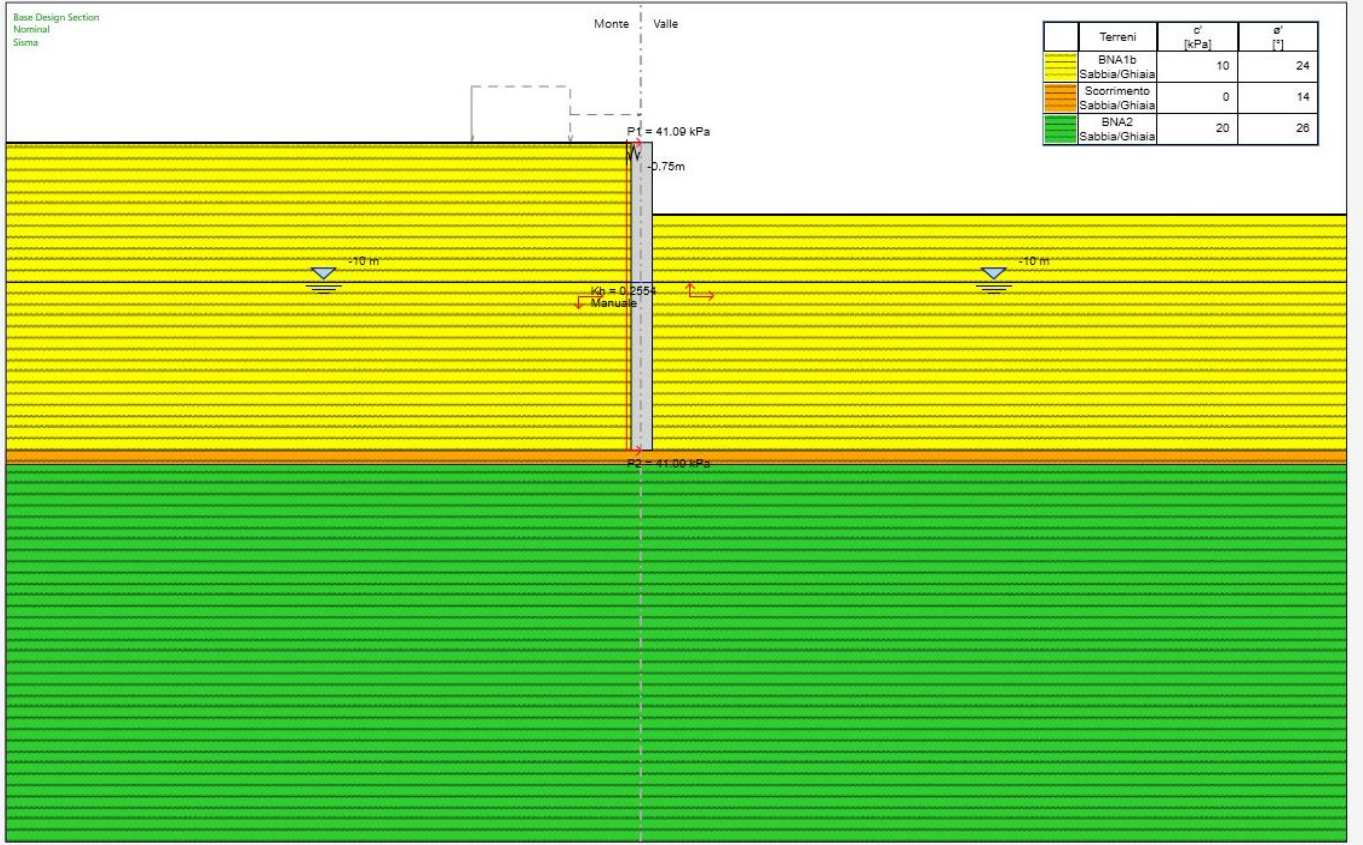 Base Design Section
Nominal
Sisma
Monte
Valle
Terreni
c'
[kPa]
ø'
[°]
BNA1b
Sabbia/Ghiaia
10
24
Scorrimento
Sabbia/Ghiaia
0
14
BNA2
Sabbia/Ghiaia
20
26
P1 = 41.09 kPa
-0.75m
-10 m
-10 m
Kh = 0.2554
Manuale
P2 = 41.09 kPa